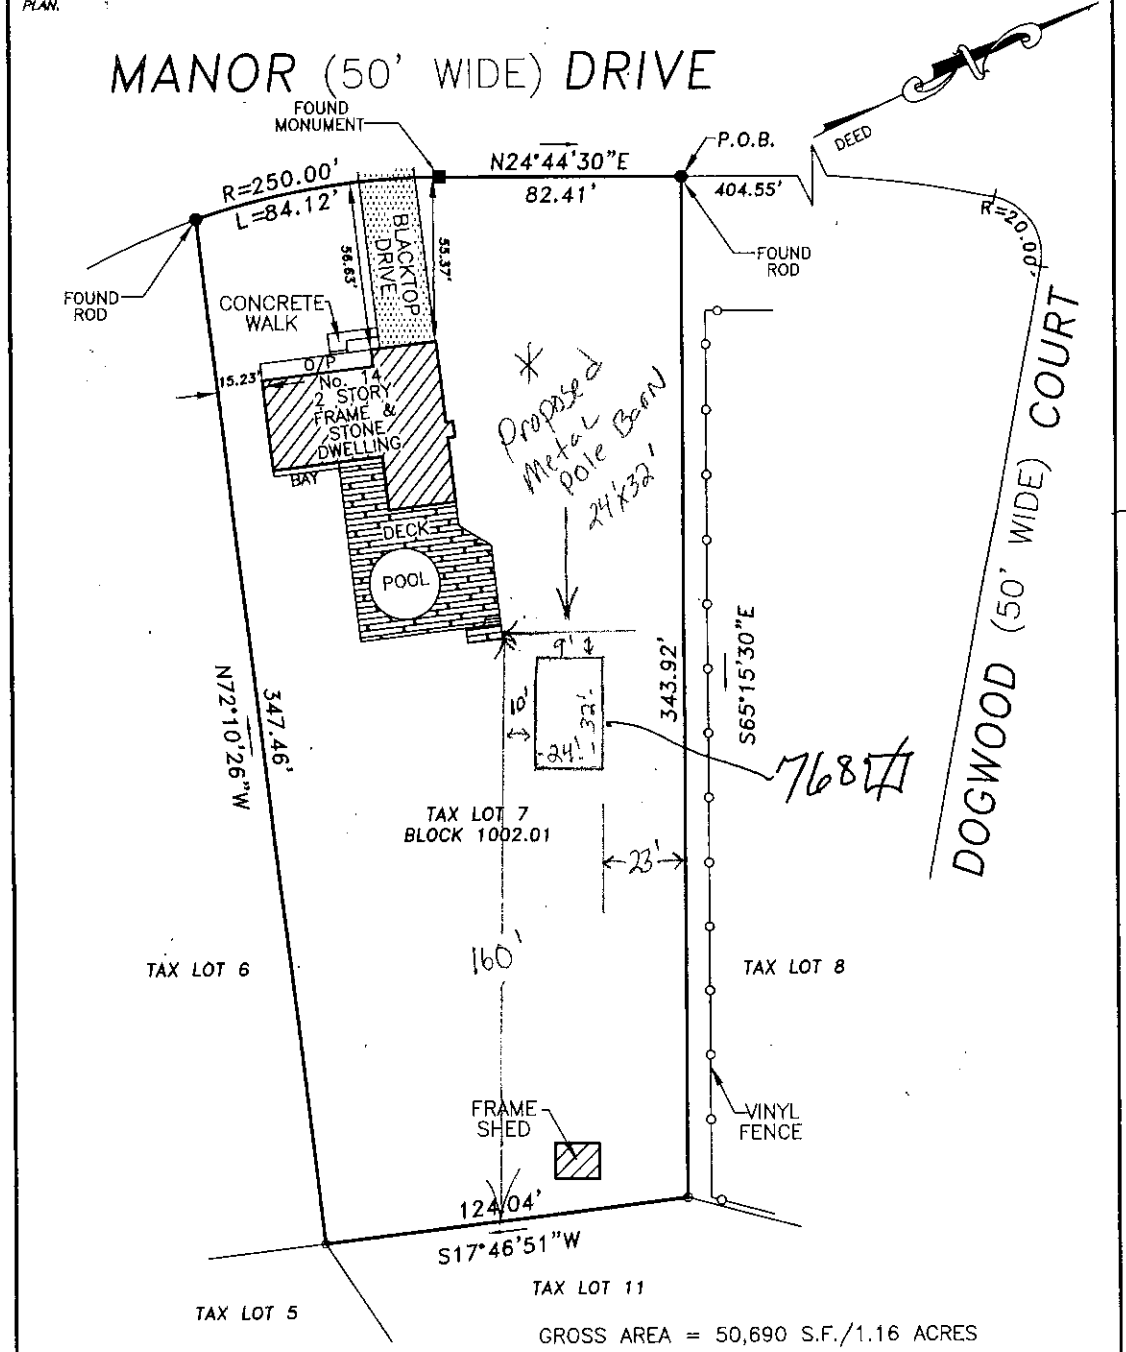 PLAN.
MANOR (50' WIDE) DRIVE
FOUND
MONUMENT
N24°44'30"E
82.41'
P.O.B.
404.55'
DEED
R=250.00'
L=84.12'
R=20.00'
FOUND
ROD
FOUND
ROD
BLACKTOP
DRIVE
56.63'
55.37'
CONCRETE
WALK
15.23'
O/P
No. 14
2 STORY
FRAME &
STONE
DWELLING
BAY
DECK
POOL
* Proposed
Metal
Pole Barn
24'x32'
DOGWOOD (50' WIDE) COURT
9'
10'
32'
24'
768
343.92'
S65°15'30"E
347.46'
N72°10'26"W
TAX LOT 7
BLOCK 1002.01
23'
160'
TAX LOT 6
TAX LOT 8
FRAME
SHED
VINYL
FENCE
124.04'
S17°46'51"W
TAX LOT 11
TAX LOT 5
GROSS AREA = 50,690 S.F./1.16 ACRES